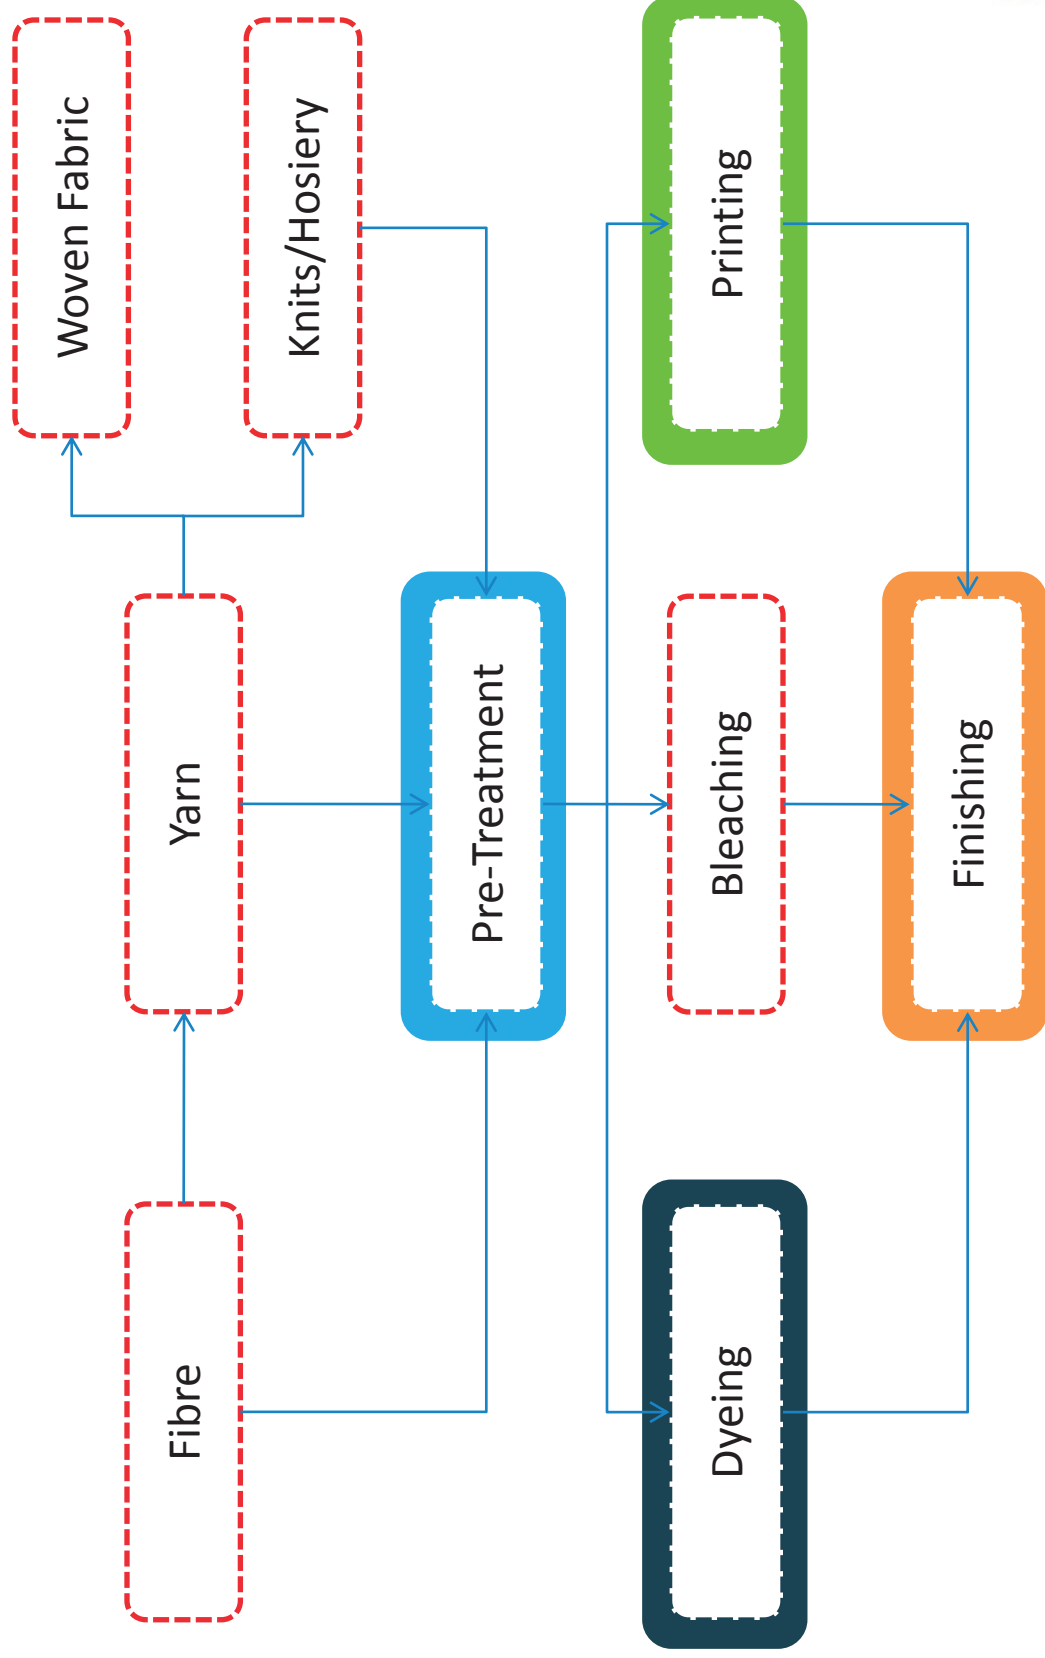 Woven Fabric
Fibre
Yarn
Knits/Hosiery
Pre-Treatment
Dyeing
Bleaching
Printing
Finishing